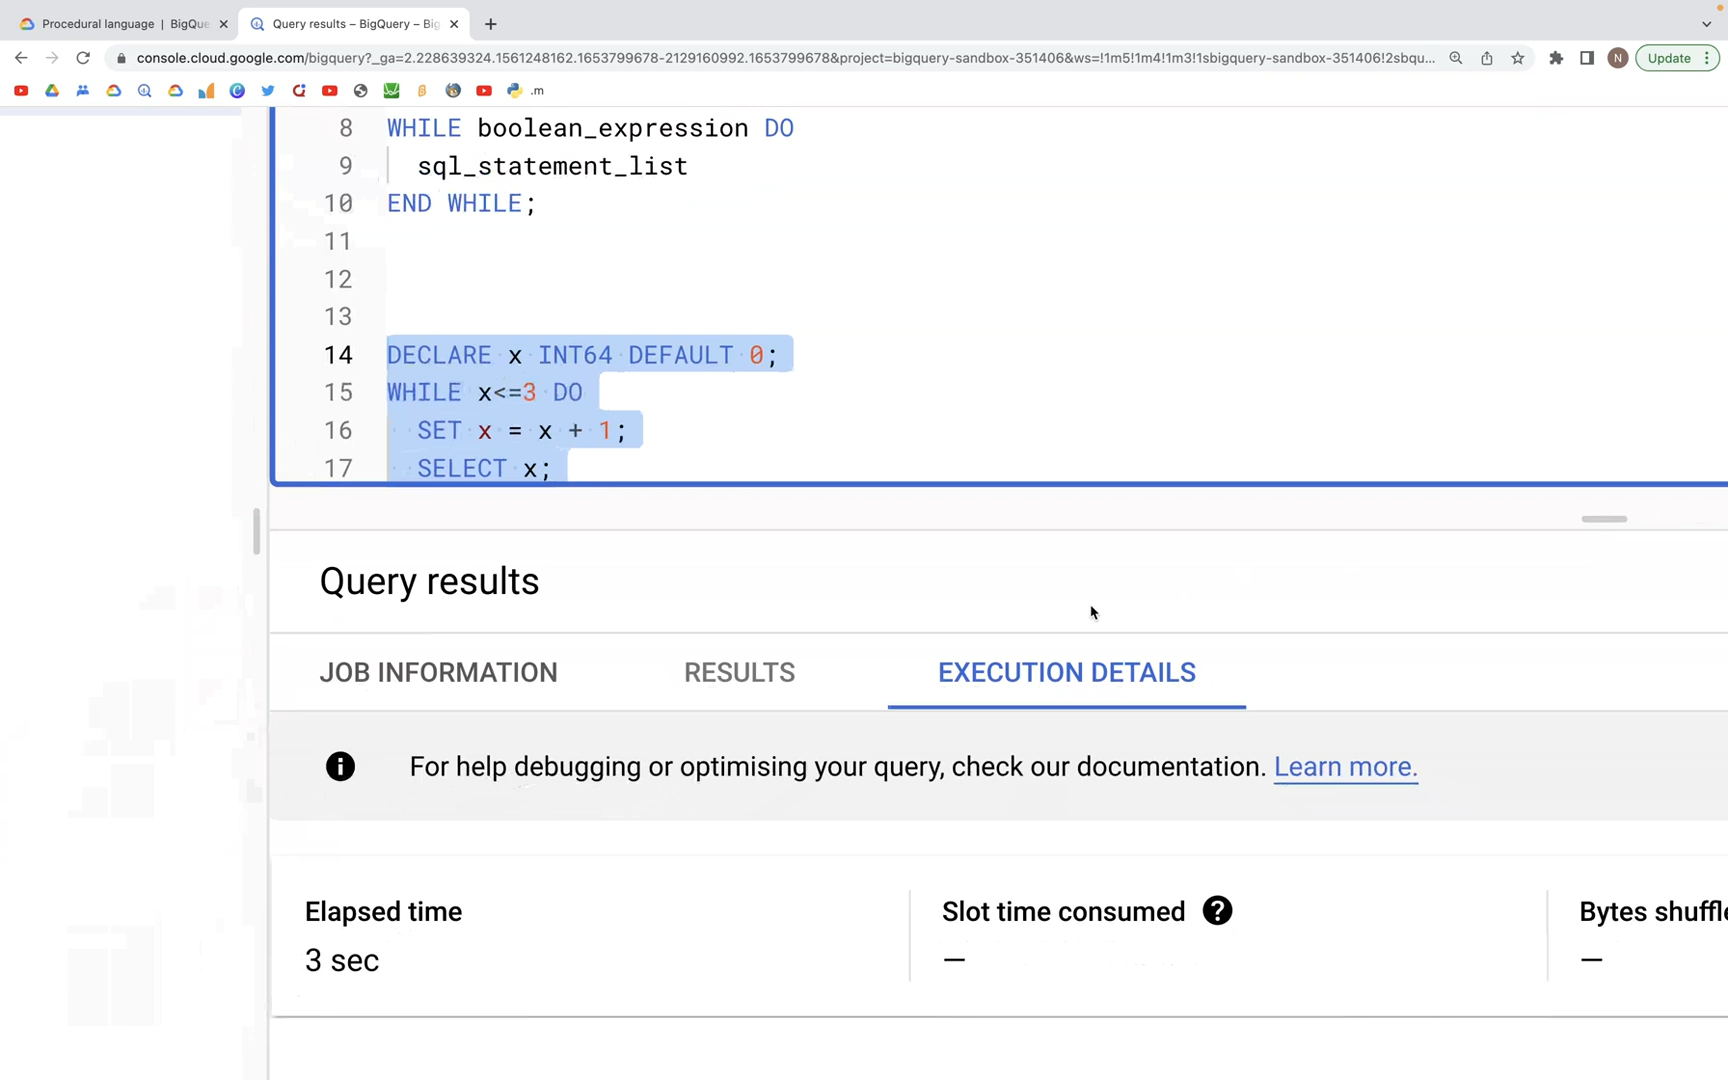 Procedural language | BigQue
Query results – BigQuery – Big
console.cloud.google.com/bigquery?_ga=2.228639324.1561248162.1653799678-2129160992.1653799678&project=bigquery-sandbox-351406&ws=!1m5!1m4!1m3!1sbigquery-sandbox-351406!2sbqu...
N
Update
.m
8 WHILE boolean_expression DO
9 sql_statement_list
10 END WHILE;
11
12
13
14 DECLARE x INT64 DEFAULT 0;
15 WHILE x<=3 DO
16 SET x = x + 1;
17 SELECT x;
Query results
JOB INFORMATION RESULTS EXECUTION DETAILS
For help debugging or optimising your query, check our documentation. Learn more.
Elapsed time Slot time consumed Bytes shuffle
3 sec — —